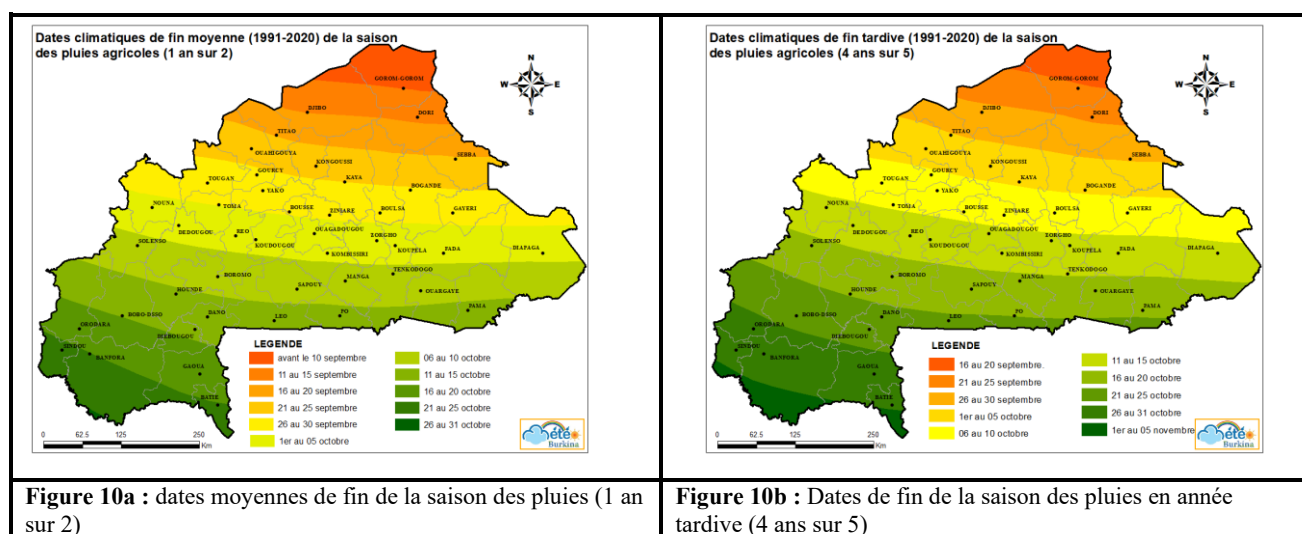 Dates climatiques de fin moyenne (1991-2020) de la saison
des pluies agricoles (1 an sur 2)
N
W
E
S
GOROM-GOROM
DJIBO
DORI
TITAO
OUAHIGOUYA
SEBBA
KONGOUSSI
GOURCY
TOUGAN
KAYA
YAKO
BOGANDE
NOUNA
TOMA
BOUSSE
ZINIARE
BOULSA
GAYERI
DEDOUGOU
REO
OUAGADOUGOU
SOLENSO
KOUDOUGOU
ZORGHO
KOUPELA
FADA
DIAPAGA
KOMBISSIRI
BOROMO
TENKODOGO
MANGA
HOUNDE
SAPOUY
OUARGAYE
PAMA
BOBO-DSSO
DANO
LEO
PO
ORODARA
DIEBOUGOU
SINDOU
BANFORA
GAOUA
BATIE
LEGENDE
avant le 10 septembre
11 au 15 septembre
16 au 20 septembre
21 au 25 septembre
26 au 30 septembre
1er au 05 octobre
06 au 10 octobre
11 au 15 octobre
16 au 20 octobre
21 au 25 octobre
26 au 31 octobre
0 62.5 125 250
Km
été
Burkina
Figure 10a : dates moyennes de fin de la saison des pluies (1 an
sur 2)
Dates climatiques de fin tardive (1991-2020) de la saison
des pluies agricoles (4 ans sur 5)
N
W
E
S
GOROM-GOROM
DJIBO
DORI
TITAO
OUAHIGOUYA
SEBBA
KONGOUSSI
GOURCY
TOUGAN
KAYA
YAKO
BOGANDE
NOUNA
TOMA
BOUSSE
ZINIARE
BOULSA
GAYERI
DEDOUGOU
REO
OUAGADOUGOU
SOLENSO
KOUDOUGOU
ZORGHO
KOUPELA
FADA
DIAPAGA
KOMBISSIRI
BOROMO
TENKODOGO
MANGA
HOUNDE
SAPOUY
OUARGAYE
PAMA
BOBO-DSSO
DANO
LEO
PO
ORODARA
DIEBOUGOU
SINDOU
BANFORA
GAOUA
BATIE
LEGENDE
16 au 20 septembre.
21 au 25 septembre
26 au 30 septembre
1er au 05 octobre
06 au 10 octobre
11 au 15 octobre
16 au 20 octobre
21 au 25 octobre
26 au 31 octobre
1er au 05 novembre
0 62.5 125 250
Km
été
Burkina
Figure 10b : Dates de fin de la saison des pluies en année
tardive (4 ans sur 5)